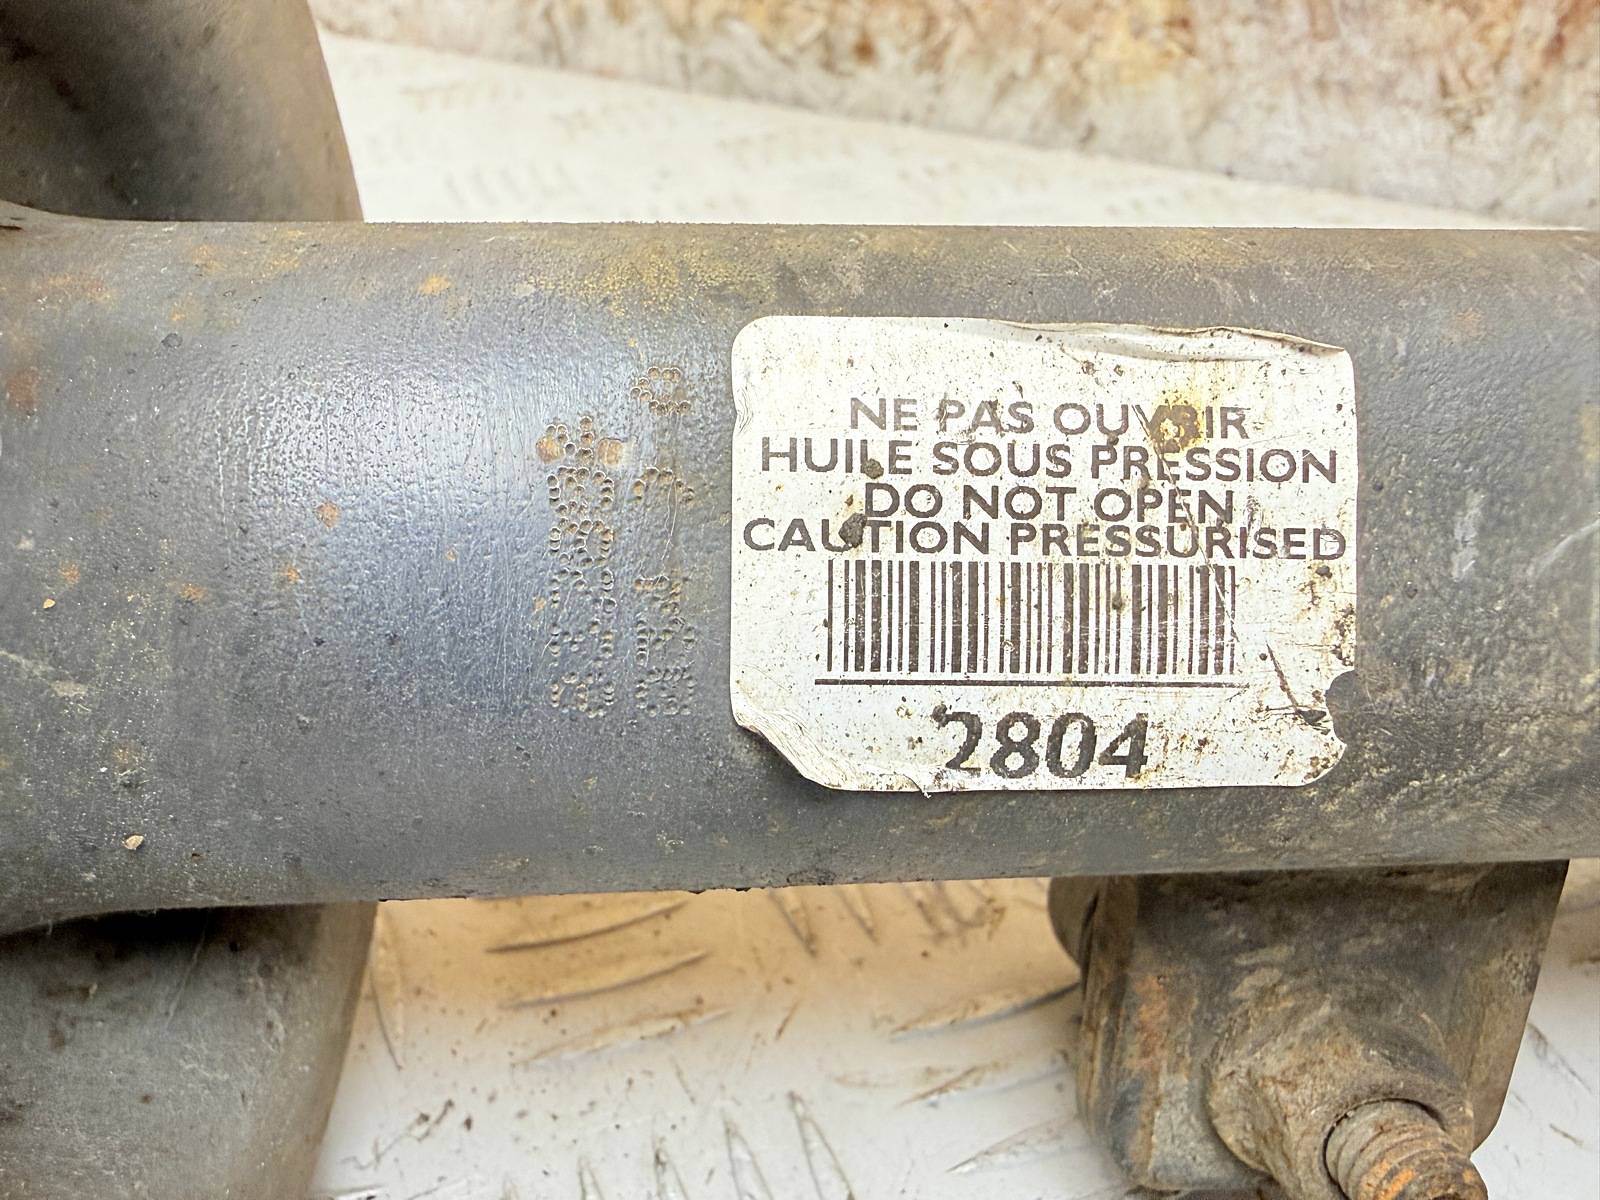 NE PAS OUVRIR
HUILE SOUS PRESSION
DO NOT OPEN
CAUTION PRESSURISED
2804